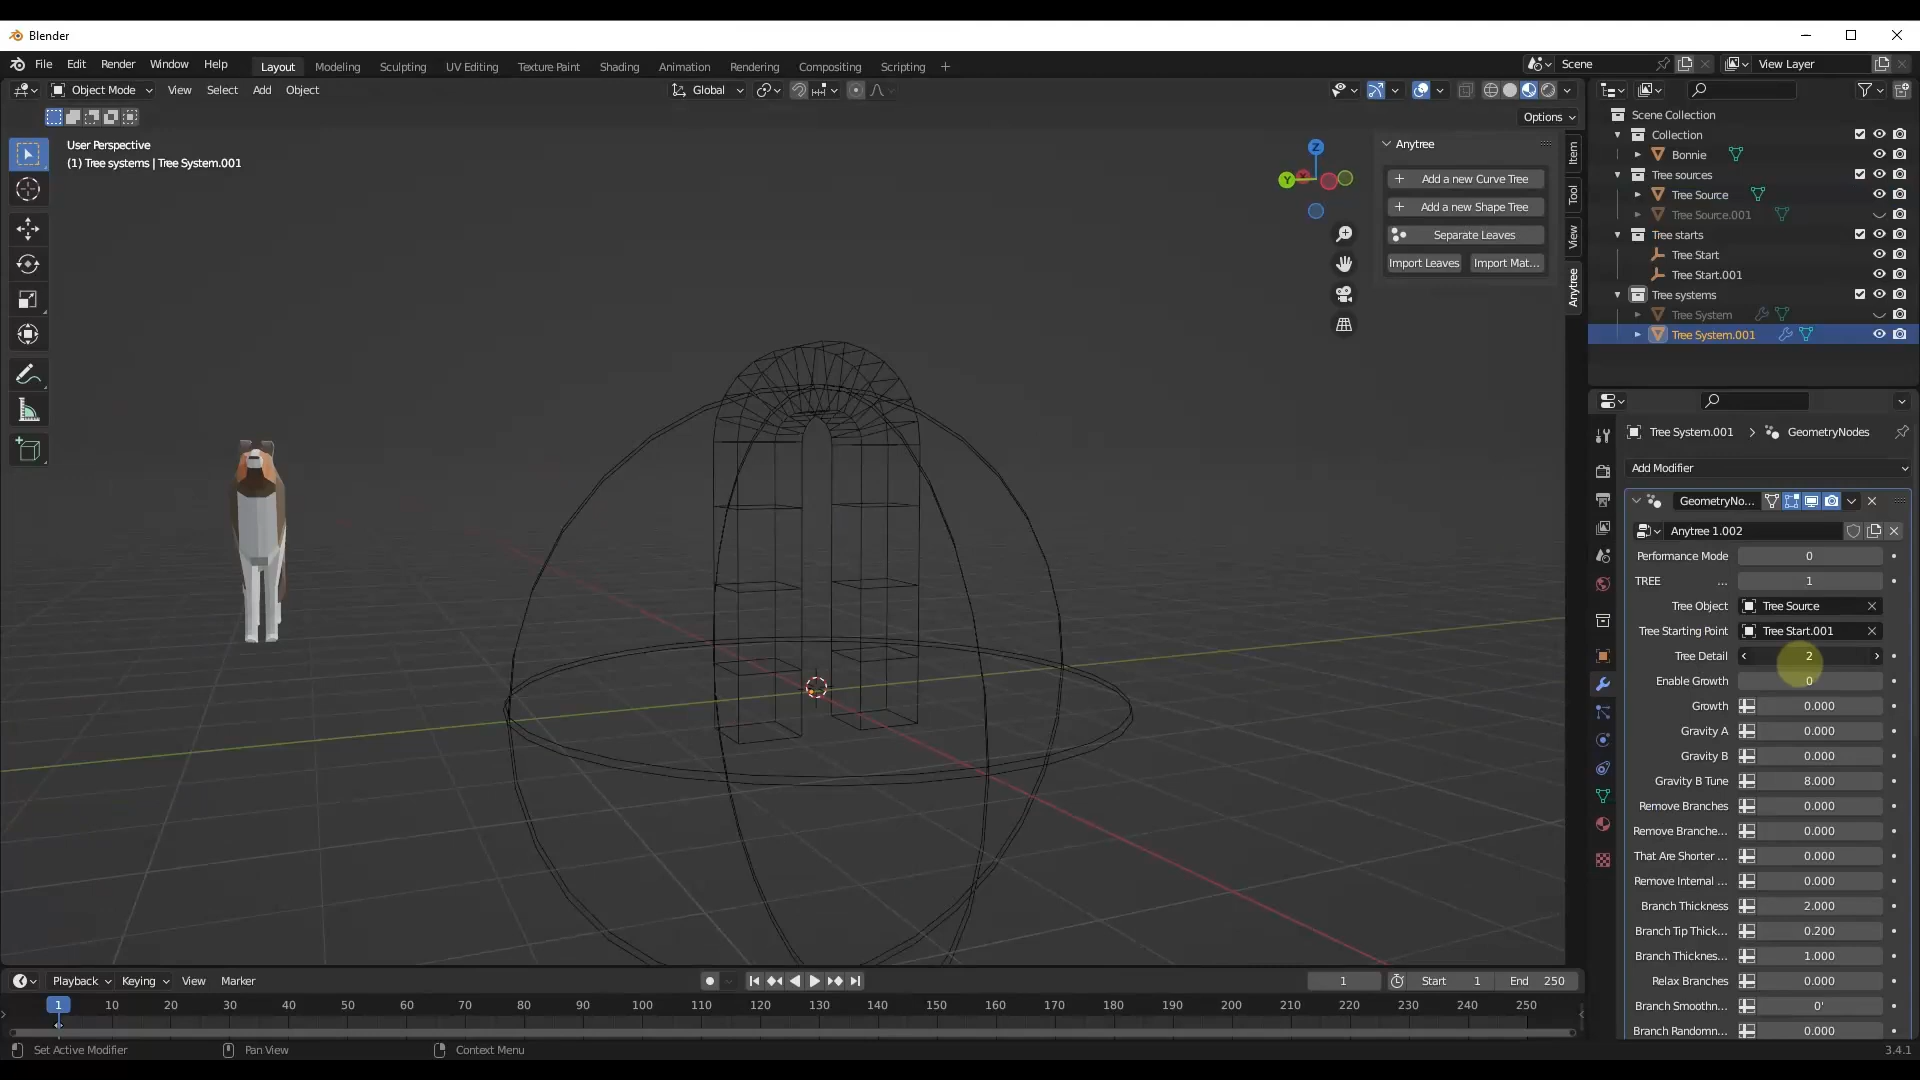 Blender
File Edit Render Window Help Layout Modeling Sculpting UV Editing Texture Paint Shading Animation Rendering Compositing Scripting Scene View Layer
Object Mode View Select Add Object Global
Options
User Perspective
(1) Tree systems | Tree System.001
Z
Y
Anytree
Add a new Curve Tree
Add a new Shape Tree
Separate Leaves
Import Leaves Import Mat...
Item
Tool
View
Anytree
Scene Collection
Collection
Bonnie
Tree sources
Tree Source
Tree Source.001
Tree starts
Tree Start
Tree Start.001
Tree systems
Tree System
Tree System.001
Tree System.001 > GeometryNodes
Add Modifier
GeometryNo...
Anytree 1.002
Performance Mode 0
TREE ... 1
Tree Object Tree Source
Tree Starting Point Tree Start.001
Tree Detail 2
Enable Growth 0
Growth 0.000
Gravity A 0.000
Gravity B 0.000
Gravity B Tune 8.000
Remove Branches 0.000
Remove Branche... 0.000
That Are Shorter ... 0.000
Remove Internal ... 0.000
Branch Thickness 2.000
Branch Tip Thick... 0.200
Branch Thicknes... 1.000
Relax Branches 0.000
Branch Smoothn... 0'
Branch Randomn... 0.000
Playback Keying View Marker 1 Start 1 End 250
1 10 20 30 40 50 60 70 80 90 100 110 120 130 140 150 160 170 180 190 200 210 220 230 240 250
Set Active Modifier Pan View Context Menu 3.4.1